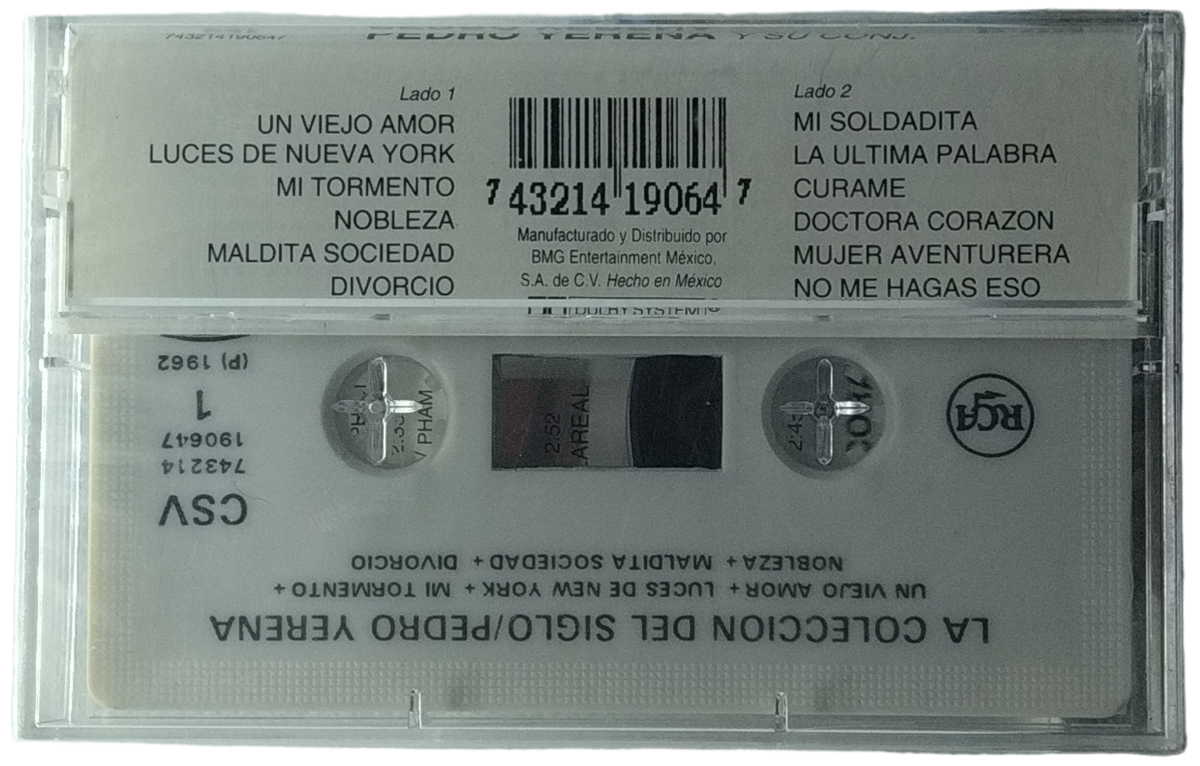 743214190647
PEDRO YERENA Y SU CONJ.
Lado 1
UN VIEJO AMOR
LUCES DE NUEVA YORK
MI TORMENTO
NOBLEZA
MALDITA SOCIEDAD
DIVORCIO
7 43214 19064 7
Manufacturado y Distribuido por
BMG Entertainment México,
S.A. de C.V. Hecho en México
DOLBY SYSTEM
Lado 2
MI SOLDADITA
LA ULTIMA PALABRA
CURAME
DOCTORA CORAZON
MUJER AVENTURERA
NO ME HAGAS ESO
LA COLECCION DEL SIGLO/PEDRO YERENA
UN VIEJO AMOR + LUCES DE NEW YORK + MI TORMENTO +
NOBLEZA + MALDITA SOCIEDAD + DIVORCIO
CSV
743214
190647
1
(P) 1962
RCA
2:52